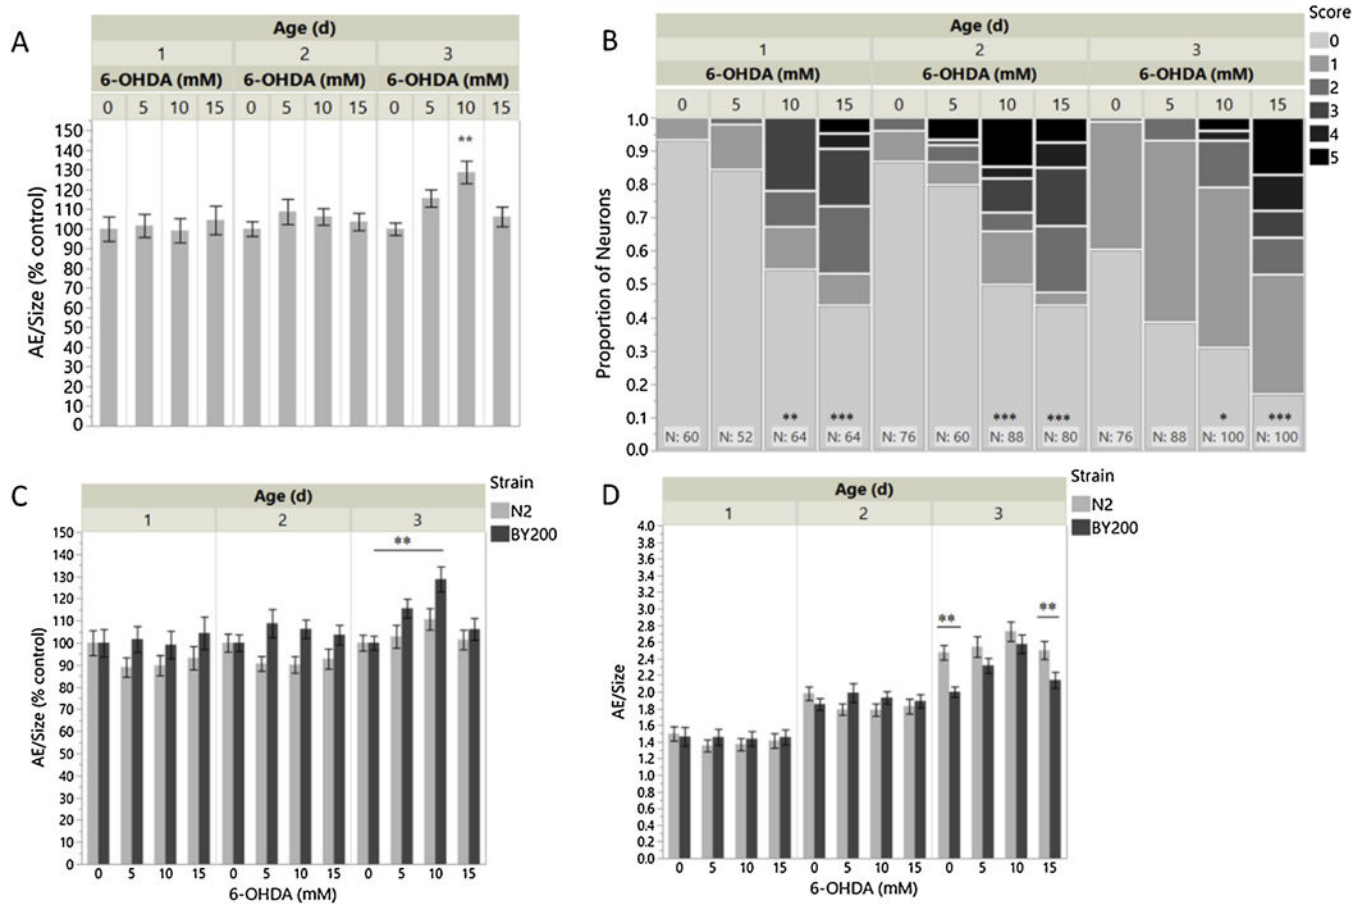 A
Age (d)
1 2 3
6-OHDA (mM) 6-OHDA (mM) 6-OHDA (mM)
0 5 10 15 0 5 10 15 0 5 10 15
150
140
130
120
110
100
90
80
70
60
50
40
30
20
10
0
AE/Size (% control)
**
B
Age (d)
1 2 3
6-OHDA (mM) 6-OHDA (mM) 6-OHDA (mM)
0 5 10 15 0 5 10 15 0 5 10 15
1.0
0.9
0.8
0.7
0.6
0.5
0.4
0.3
0.2
0.1
0.0
Proportion of Neurons
** *** *** *** * ***
N: 60 N: 52 N: 64 N: 64 N: 76 N: 60 N: 88 N: 80 N: 76 N: 88 N: 100 N: 100
Score
0
1
2
3
4
5
C
Age (d)
1 2 3
Strain
N2
BY200
150
140
130
120
110
100
90
80
70
60
50
40
30
20
10
0
AE/Size (% control)
**
0 5 10 15 0 5 10 15 0 5 10 15
6-OHDA (mM)
D
Age (d)
1 2 3
Strain
N2
BY200
4.0
3.8
3.6
3.4
3.2
3.0
2.8
2.6
2.4
2.2
2.0
1.8
1.6
1.4
1.2
1.0
0.8
0.6
0.4
0.2
0.0
AE/Size
** **
0 5 10 15 0 5 10 15 0 5 10 15
6-OHDA (mM)